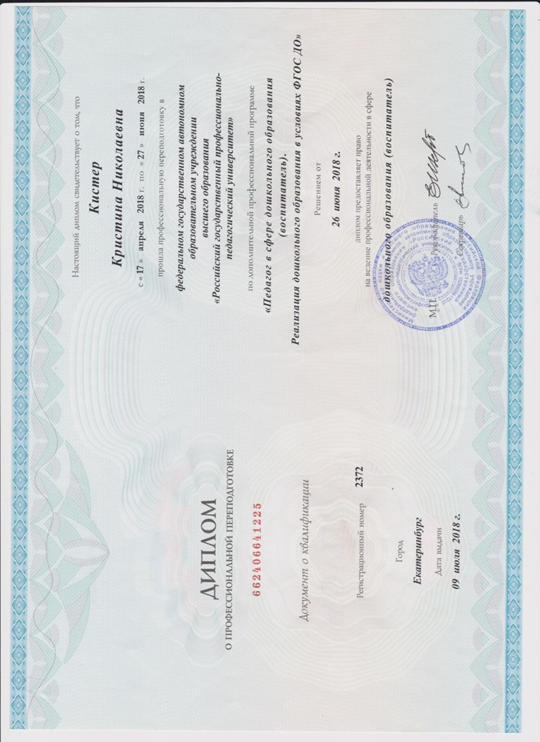 ДИПЛОМ
О ПРОФЕССИОНАЛЬНОЙ ПЕРЕПОДГОТОВКЕ
662406641225
Документ о квалификации
Регистрационный номер 2372
Город
Екатеринбург
Дата выдачи
09 июля 2018 г.
Настоящий диплом свидетельствует о том, что
Кистер
Кристина Николаевна
с «17» апреля 2018 г. по «27» июня 2018 г.
прошла профессиональную переподготовку в
федеральном государственном автономном
образовательном учреждении
высшего образования
«Российский государственный профессионально-
педагогический университет»
по дополнительной профессиональной программе
«Педагог в сфере дошкольного образования
(воспитатель).
Реализация дошкольного образования в условиях ФГОС ДО»
Решением от
26 июня 2018 г.
диплом предоставляет право
на ведение профессиональной деятельности в сфере
дошкольного образования (воспитатель)
М.П. Руководитель
Секретарь